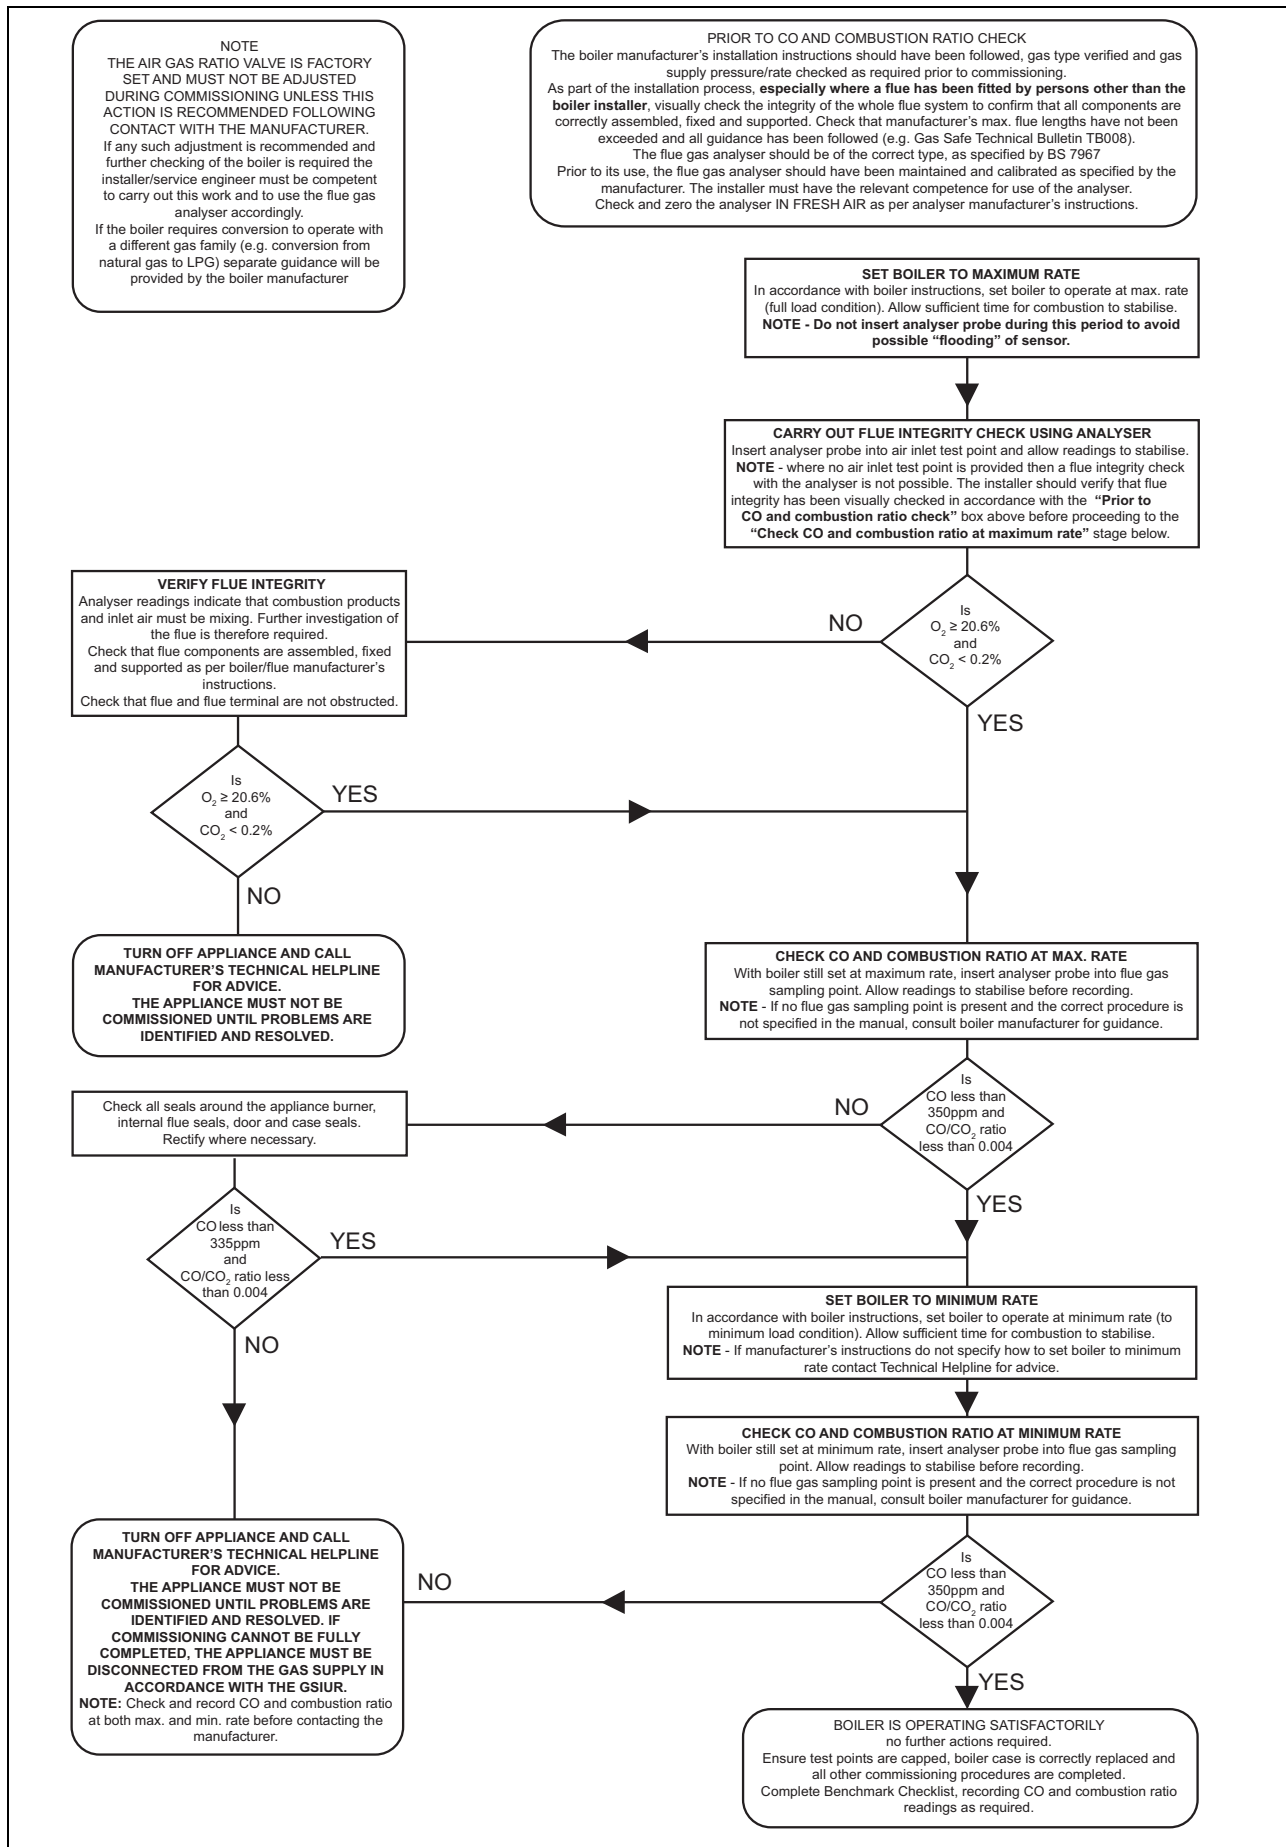 NOTE
THE AIR GAS RATIO VALVE IS FACTORY
SET AND MUST NOT BE ADJUSTED
DURING COMMISSIONING UNLESS THIS
ACTION IS RECOMMENDED FOLLOWING
CONTACT WITH THE MANUFACTURER.
If any such adjustment is recommended and
further checking of the boiler is required the
installer/service engineer must be competent
to carry out this work and to use the flue gas
analyser accordingly.
If the boiler requires conversion to operate with
a different gas family (e.g. conversion from
natural gas to LPG) separate guidance will be
provided by the boiler manufacturer
PRIOR TO CO AND COMBUSTION RATIO CHECK
The boiler manufacturer's installation instructions should have been followed, gas type verified and gas
supply pressure/rate checked as required prior to commissioning.
As part of the installation process, especially where a flue has been fitted by persons other than the
boiler installer, visually check the integrity of the whole flue system to confirm that all components are
correctly assembled, fixed and supported. Check that manufacturer's max. flue lengths have not been
exceeded and all guidance has been followed (e.g. Gas Safe Technical Bulletin TB008).
The flue gas analyser should be of the correct type, as specified by BS 7967
Prior to its use, the flue gas analyser should have been maintained and calibrated as specified by the
manufacturer. The installer must have the relevant competence for use of the analyser.
Check and zero the analyser IN FRESH AIR as per analyser manufacturer's instructions.
SET BOILER TO MAXIMUM RATE
In accordance with boiler instructions, set boiler to operate at max. rate
(full load condition). Allow sufficient time for combustion to stabilise.
NOTE - Do not insert analyser probe during this period to avoid
possible “flooding” of sensor.
CARRY OUT FLUE INTEGRITY CHECK USING ANALYSER
Insert analyser probe into air inlet test point and allow readings to stabilise.
NOTE - where no air inlet test point is provided then a flue integrity check
with the analyser is not possible. The installer should verify that flue
integrity has been visually checked in accordance with the “Prior to
CO and combustion ratio check” box above before proceeding to the
“Check CO and combustion ratio at maximum rate” stage below.
Is
O₂ ≥ 20.6%
and
CO₂ < 0.2%
NO
YES
VERIFY FLUE INTEGRITY
Analyser readings indicate that combustion products
and inlet air must be mixing. Further investigation of
the flue is therefore required.
Check that flue components are assembled, fixed
and supported as per boiler/flue manufacturer's
instructions.
Check that flue and flue terminal are not obstructed.
Is
O₂ ≥ 20.6%
and
CO₂ < 0.2%
YES
NO
TURN OFF APPLIANCE AND CALL
MANUFACTURER'S TECHNICAL HELPLINE
FOR ADVICE.
THE APPLIANCE MUST NOT BE
COMMISSIONED UNTIL PROBLEMS ARE
IDENTIFIED AND RESOLVED.
CHECK CO AND COMBUSTION RATIO AT MAX. RATE
With boiler still set at maximum rate, insert analyser probe into flue gas
sampling point. Allow readings to stabilise before recording.
NOTE - If no flue gas sampling point is present and the correct procedure is
not specified in the manual, consult boiler manufacturer for guidance.
Is
CO less than
350ppm and
CO/CO₂ ratio
less than 0.004
NO
YES
Check all seals around the appliance burner,
internal flue seals, door and case seals.
Rectify where necessary.
Is
CO less than
335ppm
and
CO/CO₂ ratio less
than 0.004
YES
NO
SET BOILER TO MINIMUM RATE
In accordance with boiler instructions, set boiler to operate at minimum rate (to
minimum load condition). Allow sufficient time for combustion to stabilise.
NOTE - If manufacturer's instructions do not specify how to set boiler to minimum
rate contact Technical Helpline for advice.
CHECK CO AND COMBUSTION RATIO AT MINIMUM RATE
With boiler still set at minimum rate, insert analyser probe into flue gas sampling
point. Allow readings to stabilise before recording.
NOTE - If no flue gas sampling point is present and the correct procedure is not
specified in the manual, consult boiler manufacturer for guidance.
Is
CO less than
350ppm and
CO/CO₂ ratio
less than 0.004
NO
YES
TURN OFF APPLIANCE AND CALL
MANUFACTURER'S TECHNICAL HELPLINE
FOR ADVICE.
THE APPLIANCE MUST NOT BE
COMMISSIONED UNTIL PROBLEMS ARE
IDENTIFIED AND RESOLVED. IF
COMMISSIONING CANNOT BE FULLY
COMPLETED, THE APPLIANCE MUST BE
DISCONNECTED FROM THE GAS SUPPLY IN
ACCORDANCE WITH THE GSIUR.
NOTE: Check and record CO and combustion ratio
at both max. and min. rate before contacting the
manufacturer.
BOILER IS OPERATING SATISFACTORILY
no further actions required.
Ensure test points are capped, boiler case is correctly replaced and
all other commissioning procedures are completed.
Complete Benchmark Checklist, recording CO and combustion ratio
readings as required.